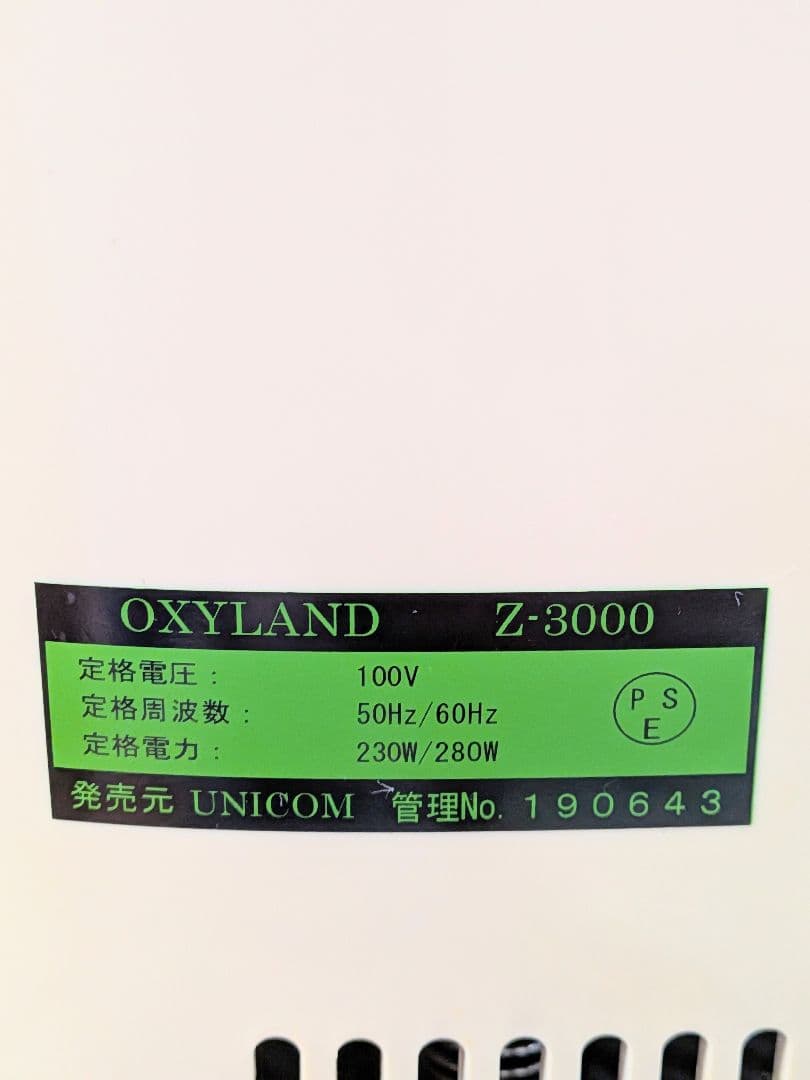 OXYLAND Z-3000
定格電圧： 100V
定格周波数： 50Hz/60Hz
定格電力： 230W/280W
P S
E
発売元 UNICOM 管理No. 190643